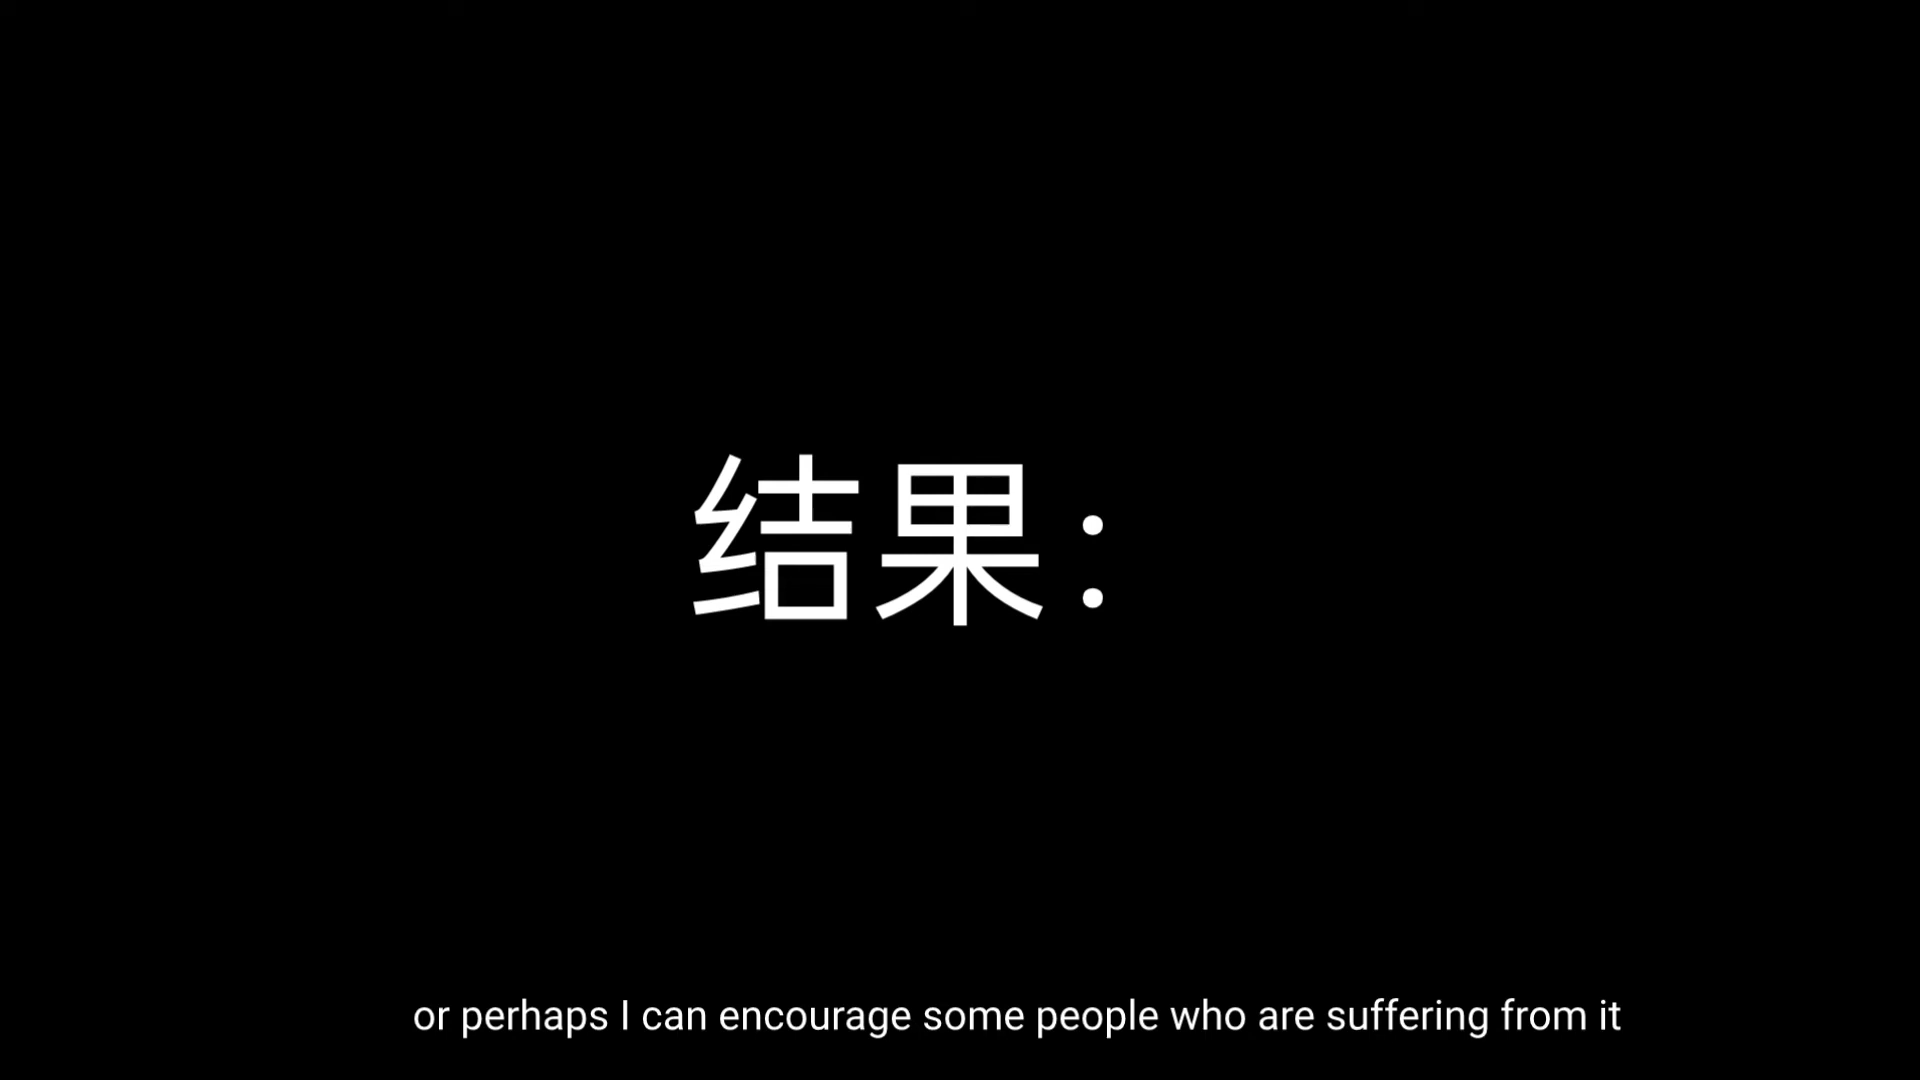 结果：
or perhaps I can encourage some people who are suffering from it